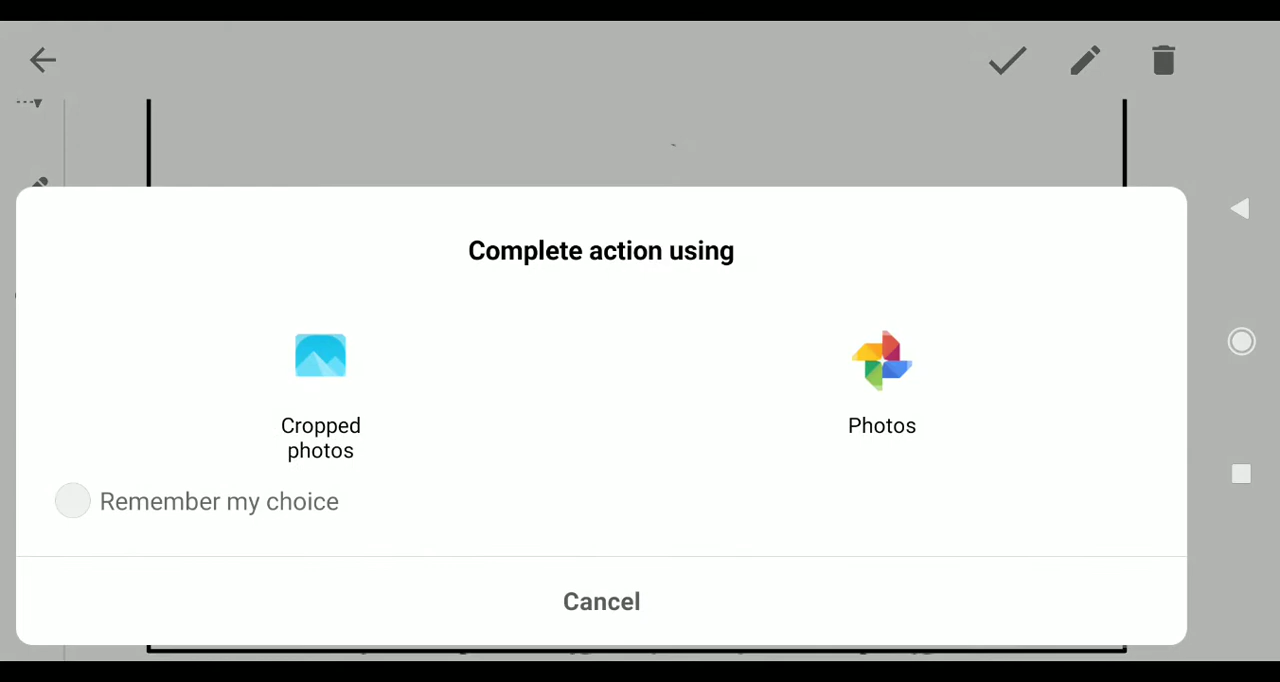 Complete action using
Cropped
photos
Photos
Remember my choice
Cancel